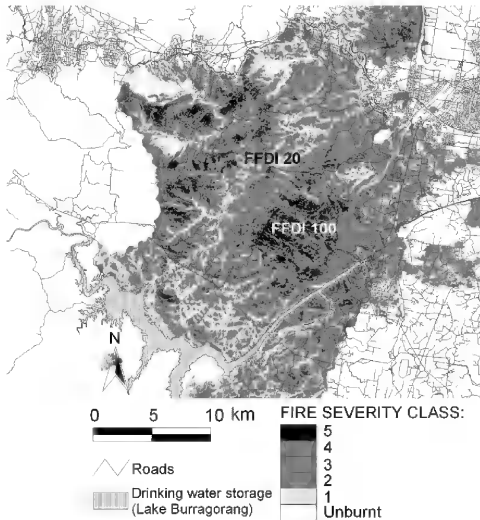 FFDI 20
FFDI 100
N
0 5 10 km
Roads
Drinking water storage
(Lake Burragorang)
FIRE SEVERITY CLASS:
5
4
3
2
1
Unburnt